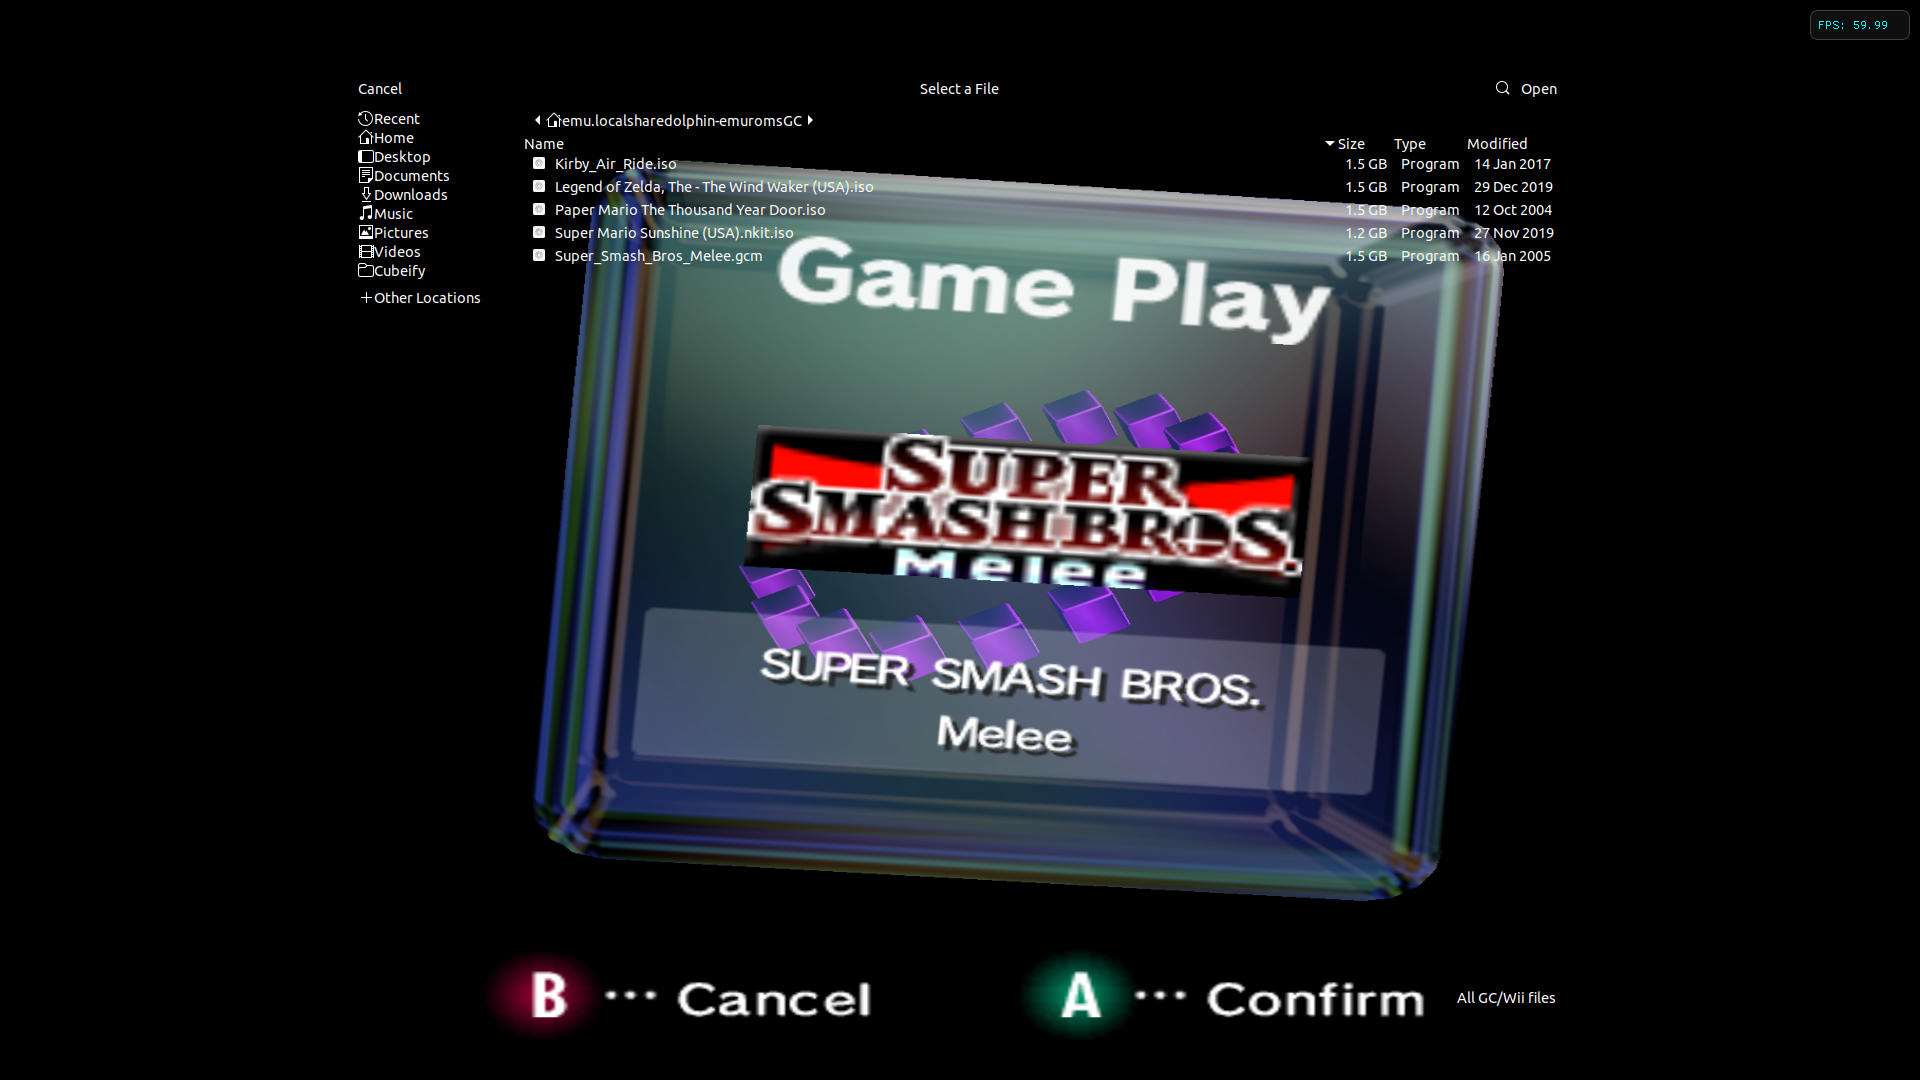 FPS: 59.99
Cancel
Select a File
Open
Recent
Home
Desktop
Documents
Downloads
Music
Pictures
Videos
Cubeify
Other Locations
emu.localsharedolphin-emuromsGC
Name Size Type Modified
Kirby_Air_Ride.iso 1.5 GB Program 14 Jan 2017
Legend of Zelda, The - The Wind Waker (USA).iso 1.5 GB Program 29 Dec 2019
Paper Mario The Thousand Year Door.iso 1.5 GB Program 12 Oct 2004
Super Mario Sunshine (USA).nkit.iso 1.2 GB Program 27 Nov 2019
Super_Smash_Bros_Melee.gcm 1.5 GB Program 16 Jan 2005
Game Play
SUPER
SMASH BROS.
Melee
SUPER SMASH BROS.
Melee
B ... Cancel
A ... Confirm
All GC/Wii files